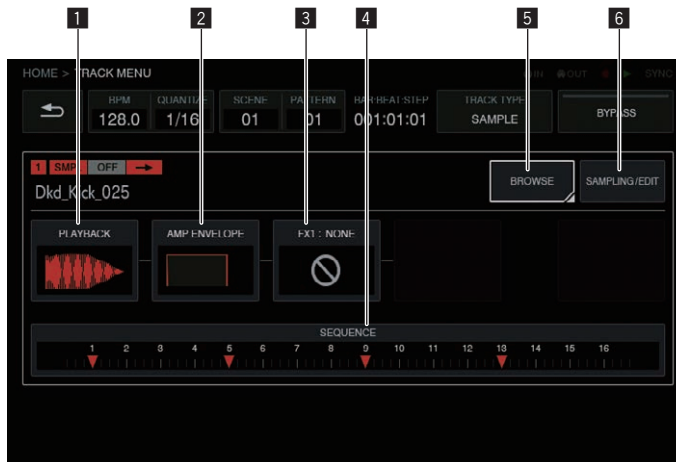 1 2 3 4 5 6
HOME > TRACK MENU IN OUT SYNC
BPM QUANTIZE SCENE PATTERN BAR:BEAT:STEP TRACK TYPE
128.0 1/16 01 01 001:01:01 SAMPLE BYPASS
1 SMP OFF
Dkd_Kick_025 BROWSE SAMPLING/EDIT
PLAYBACK AMP ENVELOPE FX1: NONE
SEQUENCE
1 2 3 4 5 6 7 8 9 10 11 12 13 14 15 16